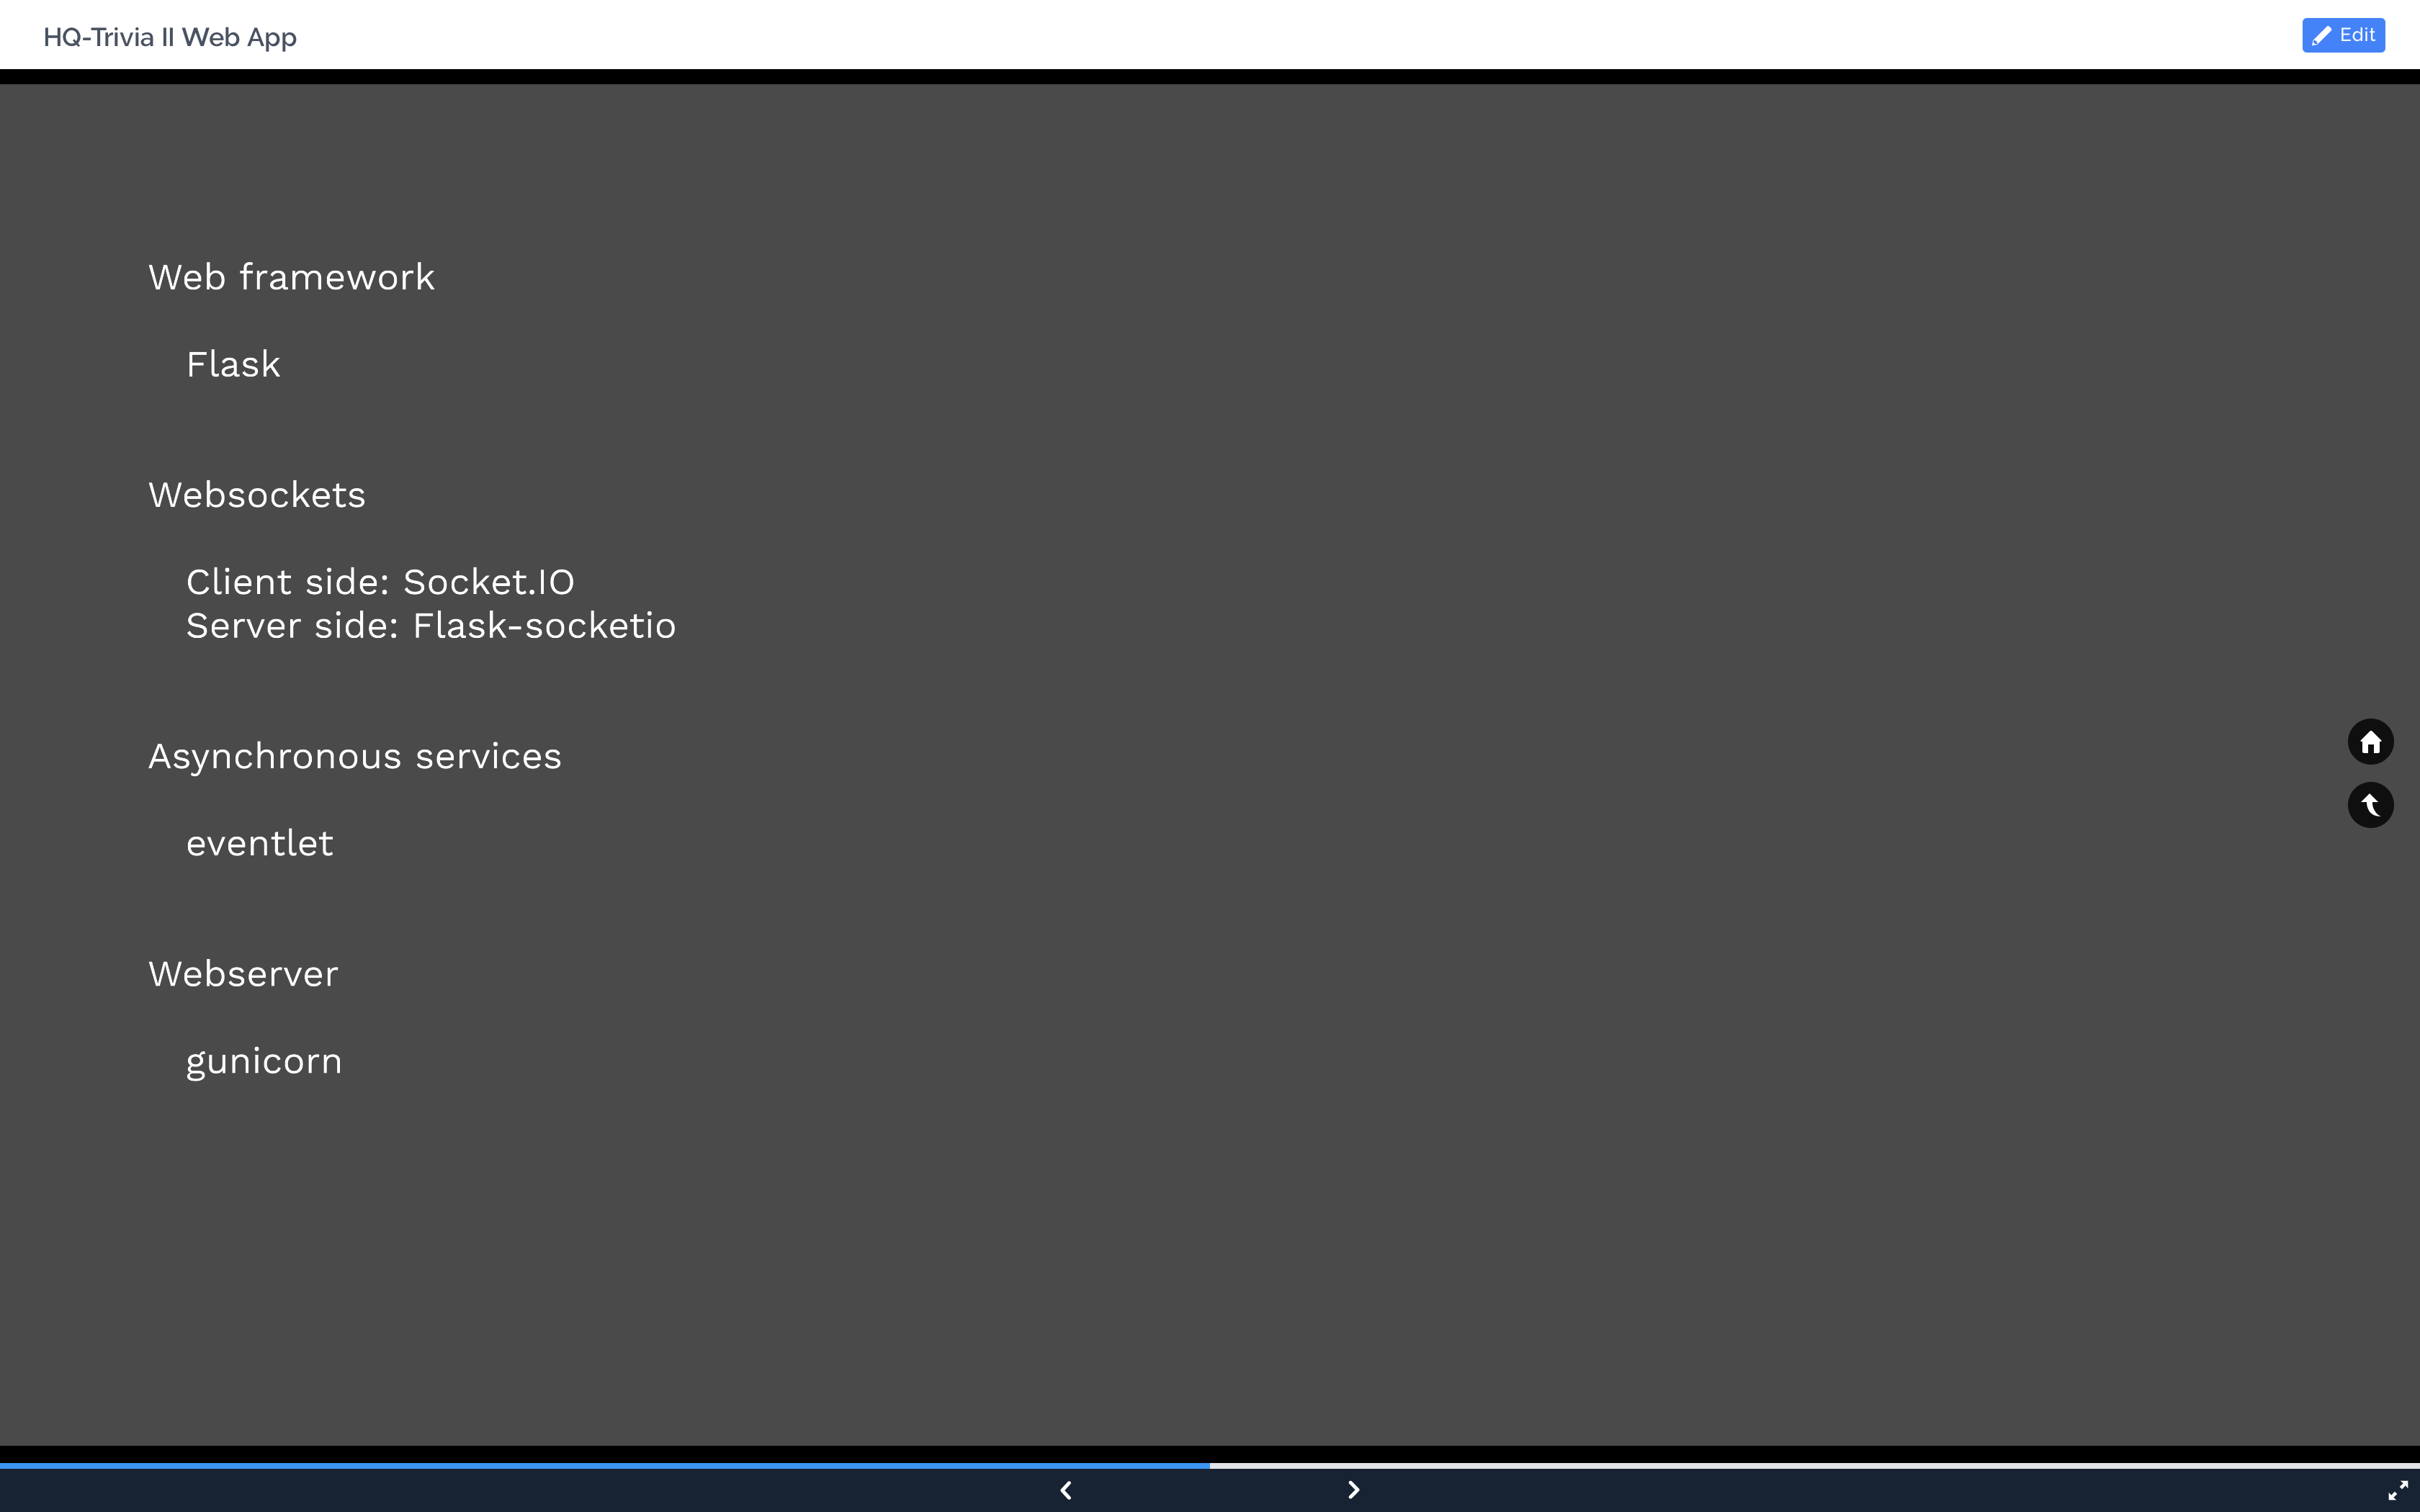 HQ-Trivia II Web App
Edit
Web framework
Flask
Websockets
Client side: Socket.IO
Server side: Flask-socketio
Asynchronous services
eventlet
Webserver
gunicorn